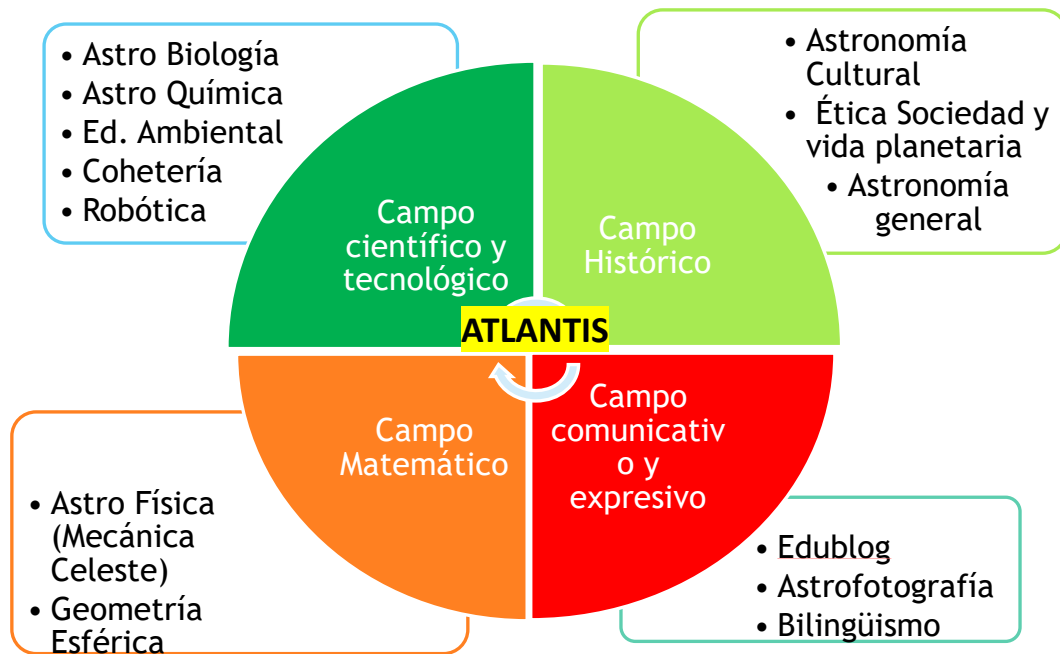 • Astro Biología
• Astro Química
• Ed. Ambiental
• Cohetería
• Robótica
• Astronomía
Cultural
• Ética Sociedad y
vida planetaria
• Astronomía
general
Campo
científico y
tecnológico
Campo
Histórico
ATLANTIS
Campo
Matemático
Campo
comunicativ
o y
expresivo
• Astro Física
(Mecánica
Celeste)
• Geometría
Esférica
• Edublog
• Astrofotografía
• Bilingüismo